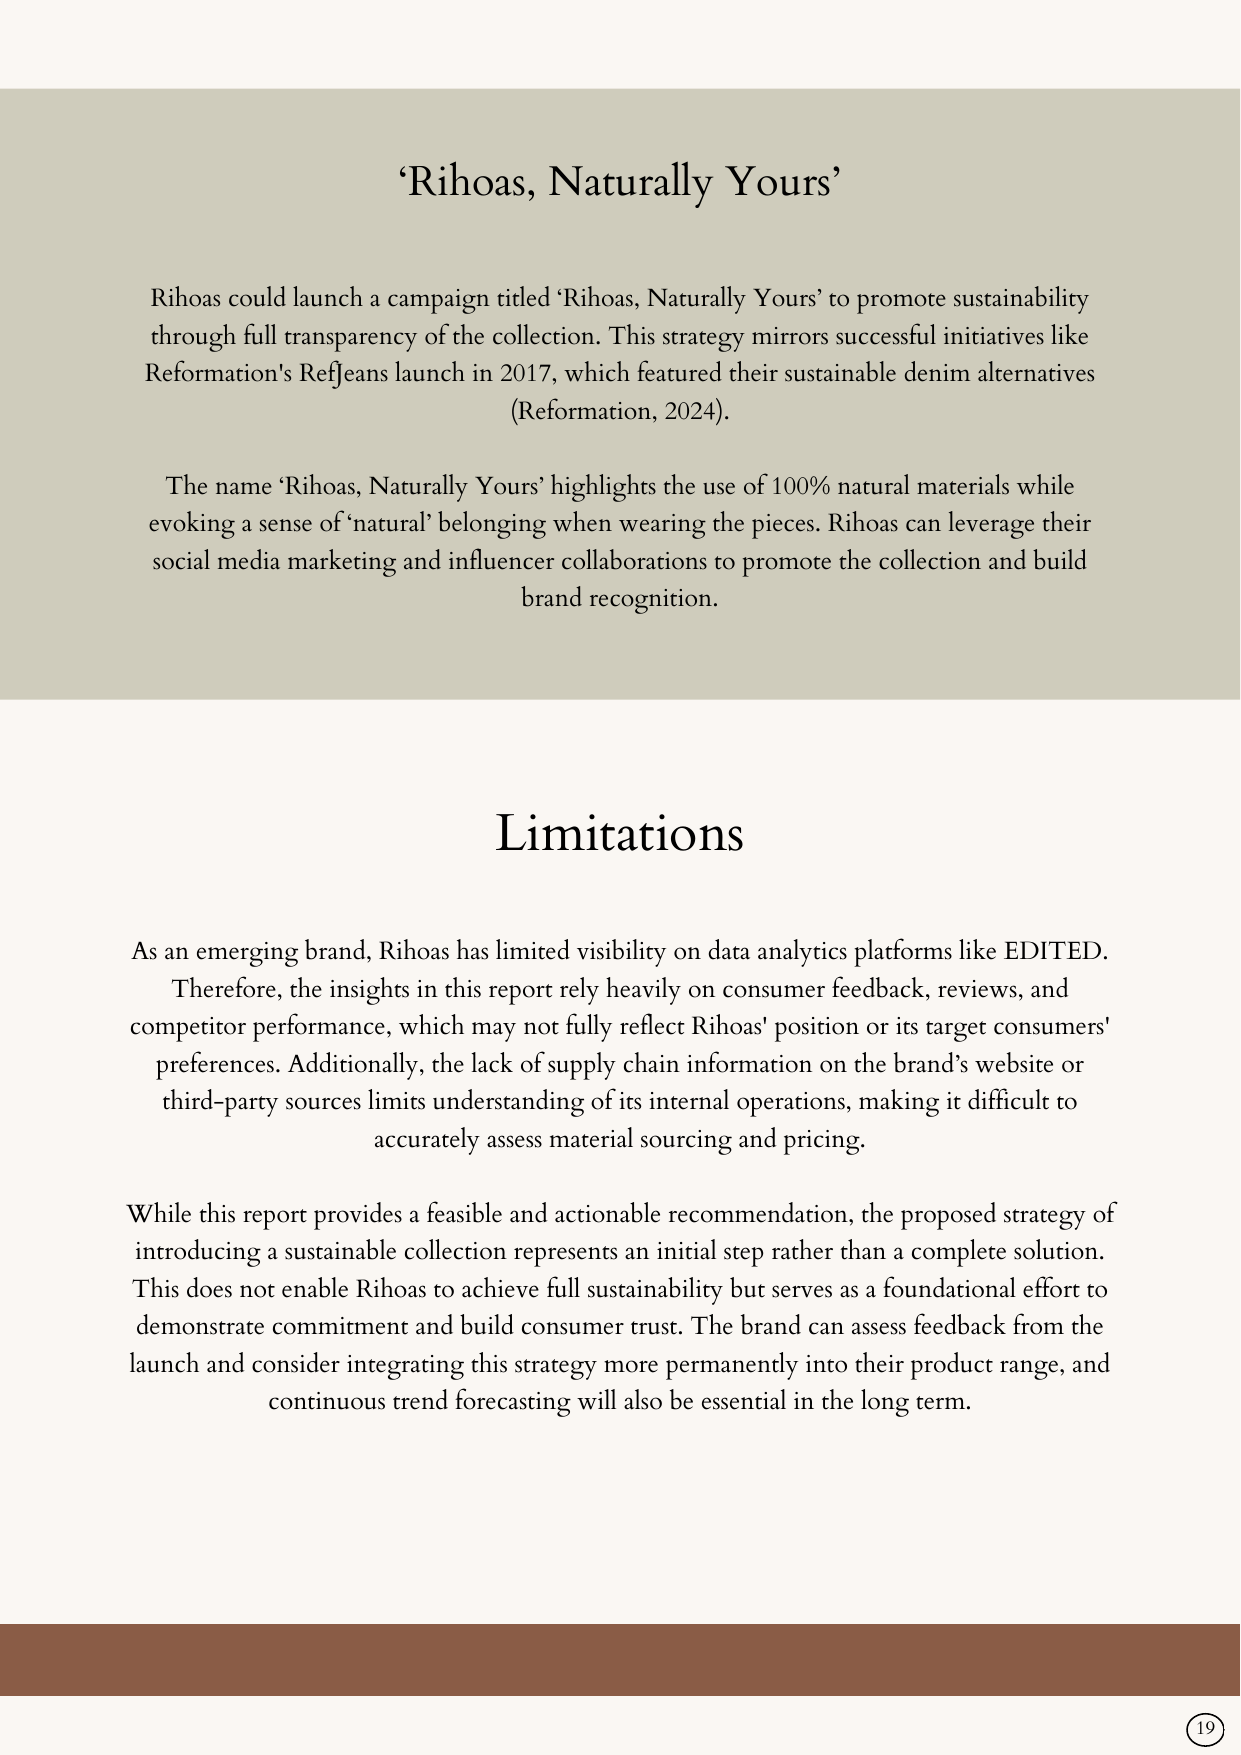 ‘Rihoas, Naturally Yours’
Rihoas could launch a campaign titled ‘Rihoas, Naturally Yours’ to promote sustainability
through full transparency of the collection. This strategy mirrors successful initiatives like
Reformation's RefJeans launch in 2017, which featured their sustainable denim alternatives
(Reformation, 2024).
The name ‘Rihoas, Naturally Yours’ highlights the use of 100% natural materials while
evoking a sense of ‘natural’ belonging when wearing the pieces. Rihoas can leverage their
social media marketing and influencer collaborations to promote the collection and build
brand recognition.
Limitations
As an emerging brand, Rihoas has limited visibility on data analytics platforms like EDITED.
Therefore, the insights in this report rely heavily on consumer feedback, reviews, and
competitor performance, which may not fully reflect Rihoas' position or its target consumers'
preferences. Additionally, the lack of supply chain information on the brand’s website or
third-party sources limits understanding of its internal operations, making it difficult to
accurately assess material sourcing and pricing.
While this report provides a feasible and actionable recommendation, the proposed strategy of
introducing a sustainable collection represents an initial step rather than a complete solution.
This does not enable Rihoas to achieve full sustainability but serves as a foundational effort to
demonstrate commitment and build consumer trust. The brand can assess feedback from the
launch and consider integrating this strategy more permanently into their product range, and
continuous trend forecasting will also be essential in the long term.
19